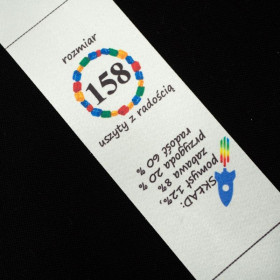 rozmiar
158
uszyty z radością
SKŁAD:
pomysł 12%,
zabawa 8%
przygoda 20 %
radość 60 %